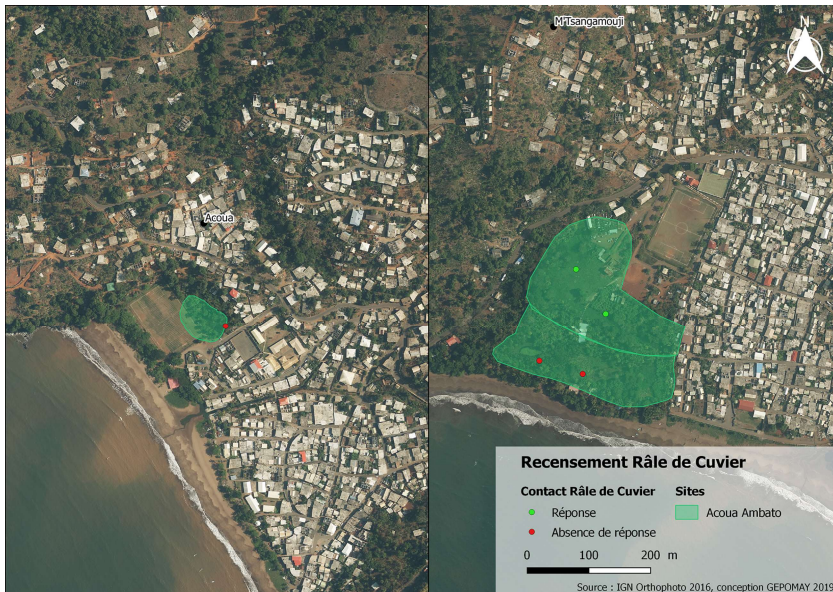 M'Tsangamouji
N
Acoua
Recensement Râle de Cuvier
Contact Râle de Cuvier
Réponse
Absence de réponse
Sites
Acoua Ambato
0 100 200 m
Source : IGN Orthophoto 2016, conception GEPOMAY 2019